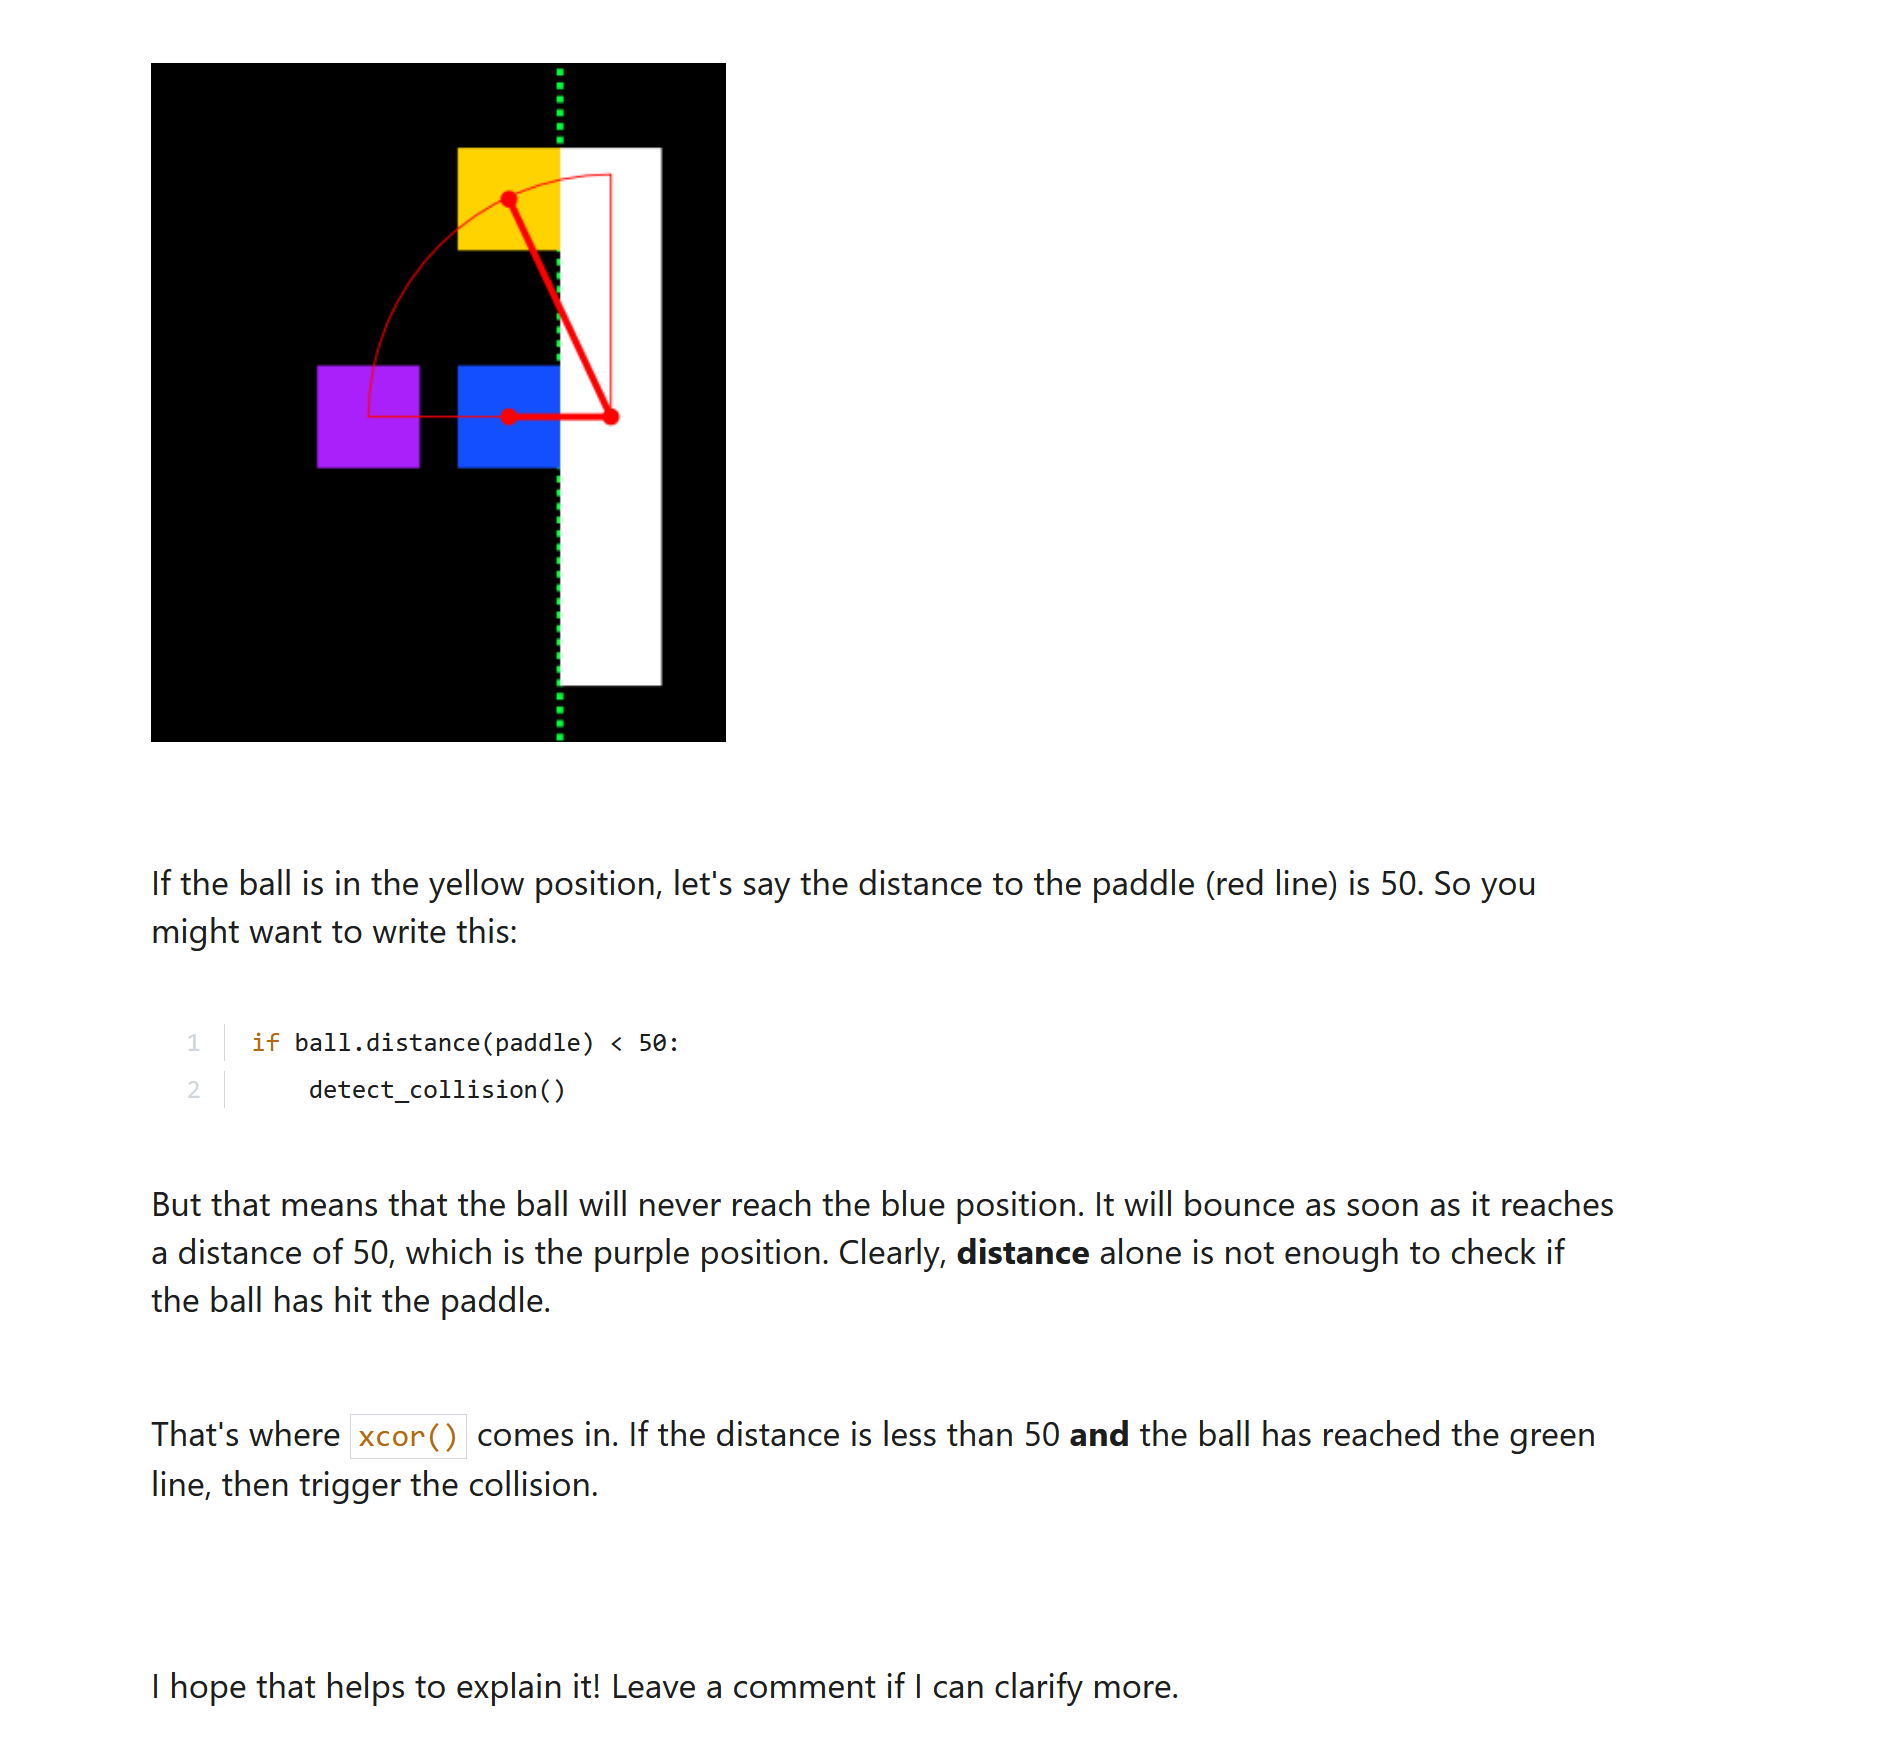 If the ball is in the yellow position, let's say the distance to the paddle (red line) is 50. So you
might want to write this:
1 if ball.distance(paddle) < 50:
2     detect_collision()
But that means that the ball will never reach the blue position. It will bounce as soon as it reaches
a distance of 50, which is the purple position. Clearly, distance alone is not enough to check if
the ball has hit the paddle.
That's where xcor() comes in. If the distance is less than 50 and the ball has reached the green
line, then trigger the collision.
I hope that helps to explain it! Leave a comment if I can clarify more.